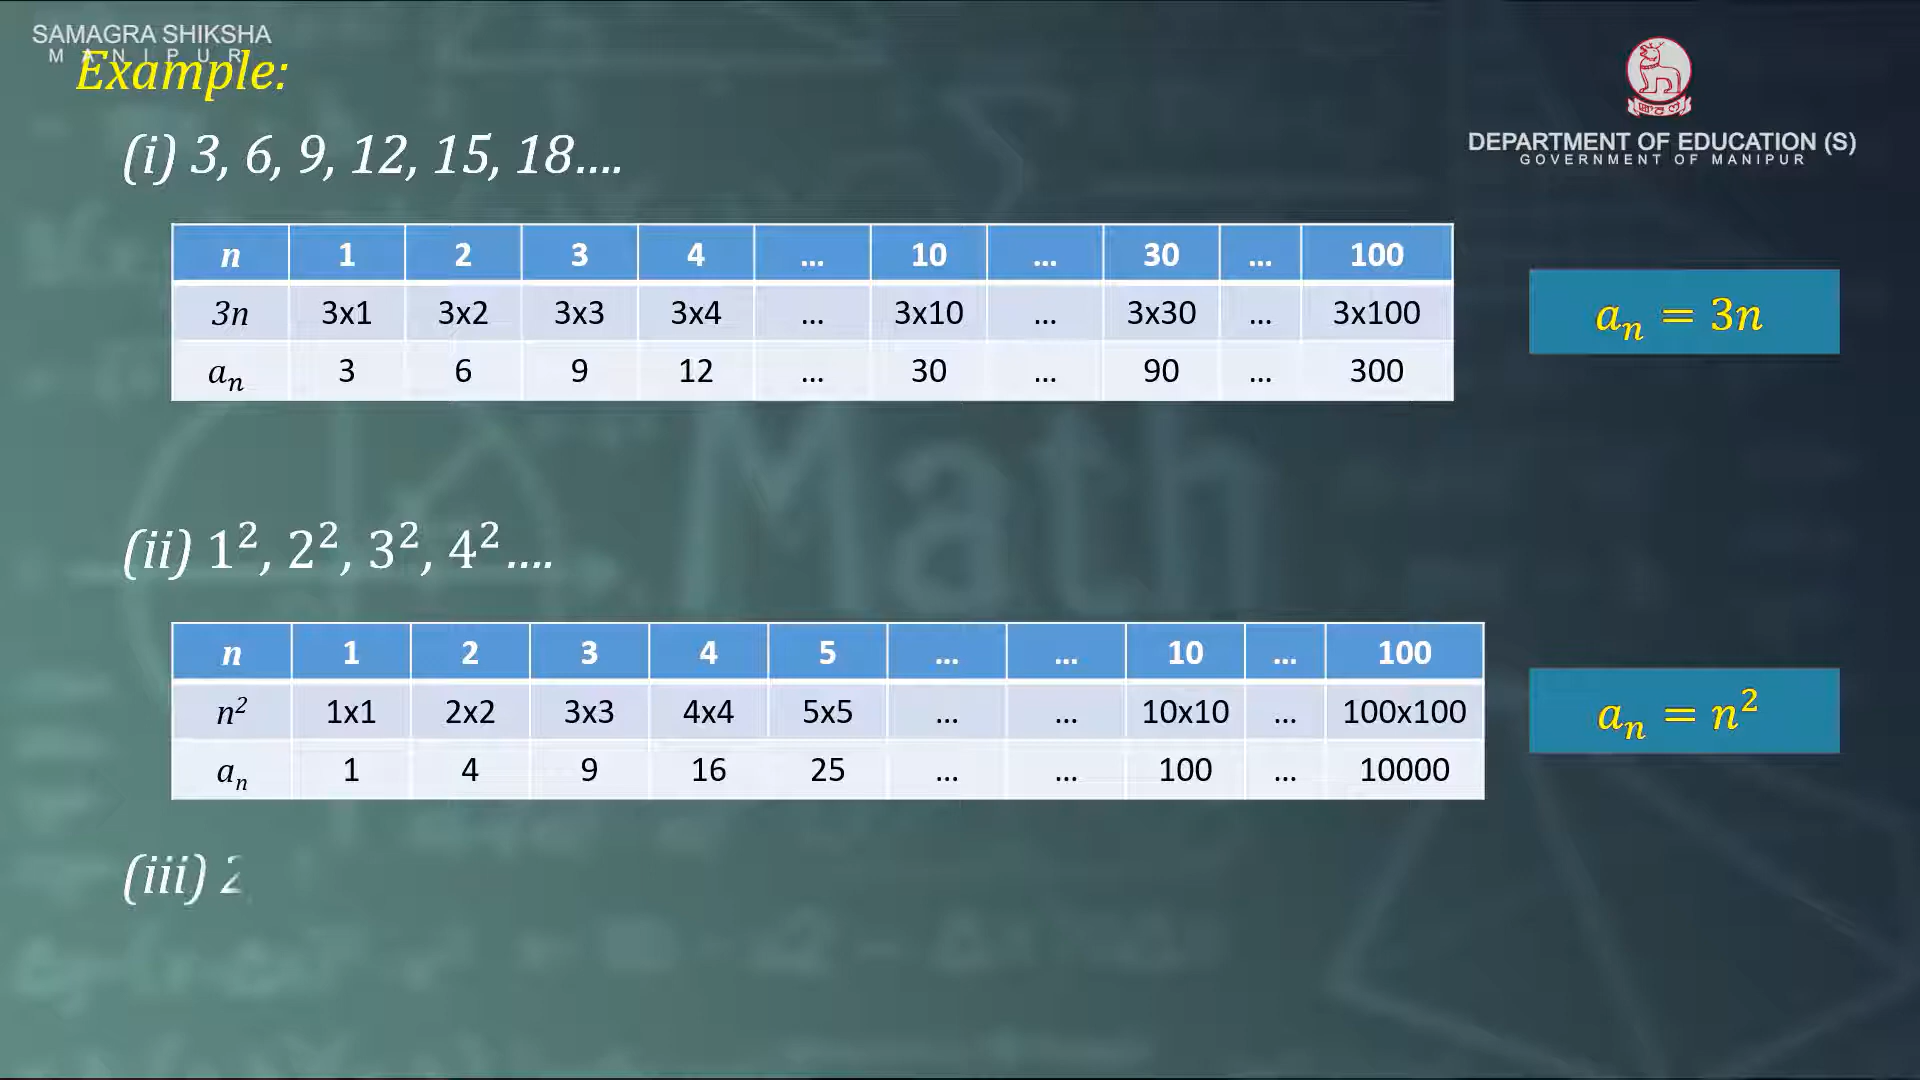 SAMAGRA SHIKSHA
MANIPUR
Example:
(i) 3, 6, 9, 12, 15, 18....
n 1 2 3 4 ... 10 ... 30 ... 100
3n 3x1 3x2 3x3 3x4 ... 3x10 ... 3x30 ... 3x100
aₙ 3 6 9 12 ... 30 ... 90 ... 300
aₙ = 3n
DEPARTMENT OF EDUCATION (S)
GOVERNMENT OF MANIPUR
Math
(ii) 1², 2², 3², 4²....
n 1 2 3 4 5 ... ... 10 ... 100
n² 1x1 2x2 3x3 4x4 5x5 ... ... 10x10 ... 100x100
aₙ 1 4 9 16 25 ... ... 100 ... 10000
aₙ = n²
(iii) 2